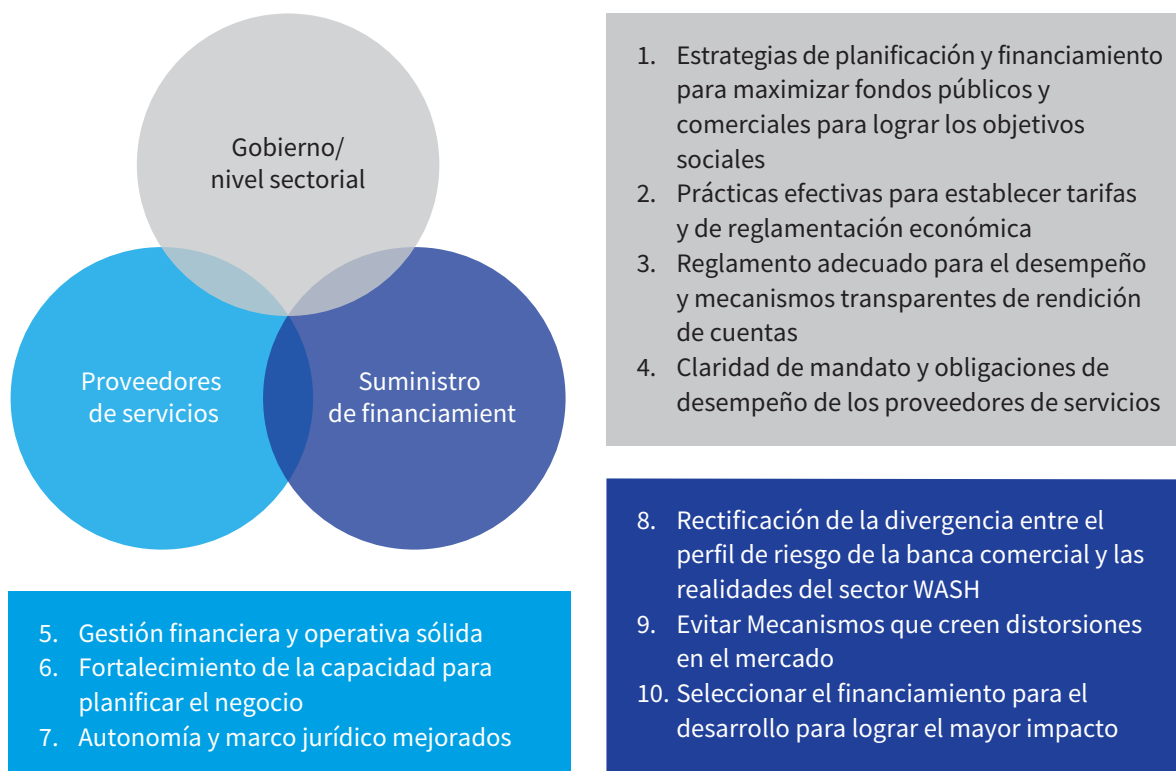 Gobierno/
nivel sectorial
Proveedores
de servicios
Suministro
de financiamient
1. Estrategias de planificación y financiamiento
para maximizar fondos públicos y
comerciales para lograr los objetivos
sociales
2. Prácticas efectivas para establecer tarifas
y de reglamentación económica
3. Reglamento adecuado para el desempeño
y mecanismos transparentes de rendición
de cuentas
4. Claridad de mandato y obligaciones de
desempeño de los proveedores de servicios
5. Gestión financiera y operativa sólida
6. Fortalecimiento de la capacidad para
planificar el negocio
7. Autonomía y marco jurídico mejorados
8. Rectificación de la divergencia entre el
perfil de riesgo de la banca comercial y las
realidades del sector WASH
9. Evitar Mecanismos que creen distorsiones
en el mercado
10. Seleccionar el financiamiento para el
desarrollo para lograr el mayor impacto